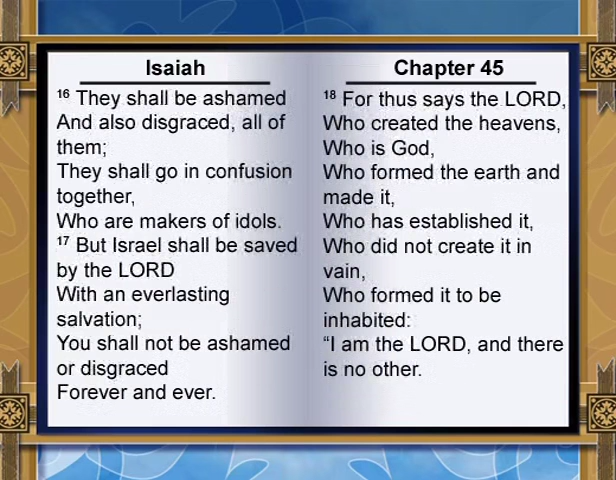 Isaiah
16 They shall be ashamed
And also disgraced, all of
them;
They shall go in confusion
together,
Who are makers of idols.
17 But Israel shall be saved
by the LORD
With an everlasting
salvation;
You shall not be ashamed
or disgraced
Forever and ever.
Chapter 45
18 For thus says the LORD,
Who created the heavens,
Who is God,
Who formed the earth and
made it,
Who has established it,
Who did not create it in
vain,
Who formed it to be
inhabited:
“I am the LORD, and there
is no other.